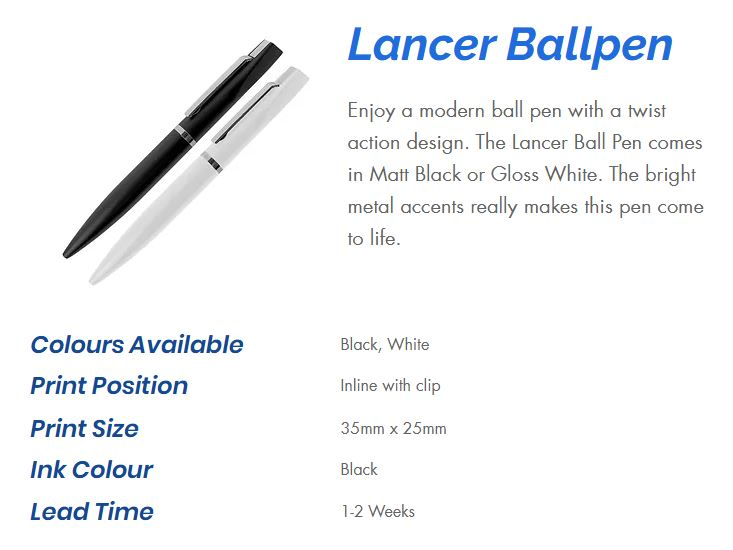 Lancer Ballpen
Enjoy a modern ball pen with a twist
action design. The Lancer Ball Pen comes
in Matt Black or Gloss White. The bright
metal accents really makes this pen come
to life.
Colours Available Black, White
Print Position Inline with clip
Print Size 35mm x 25mm
Ink Colour Black
Lead Time 1-2 Weeks